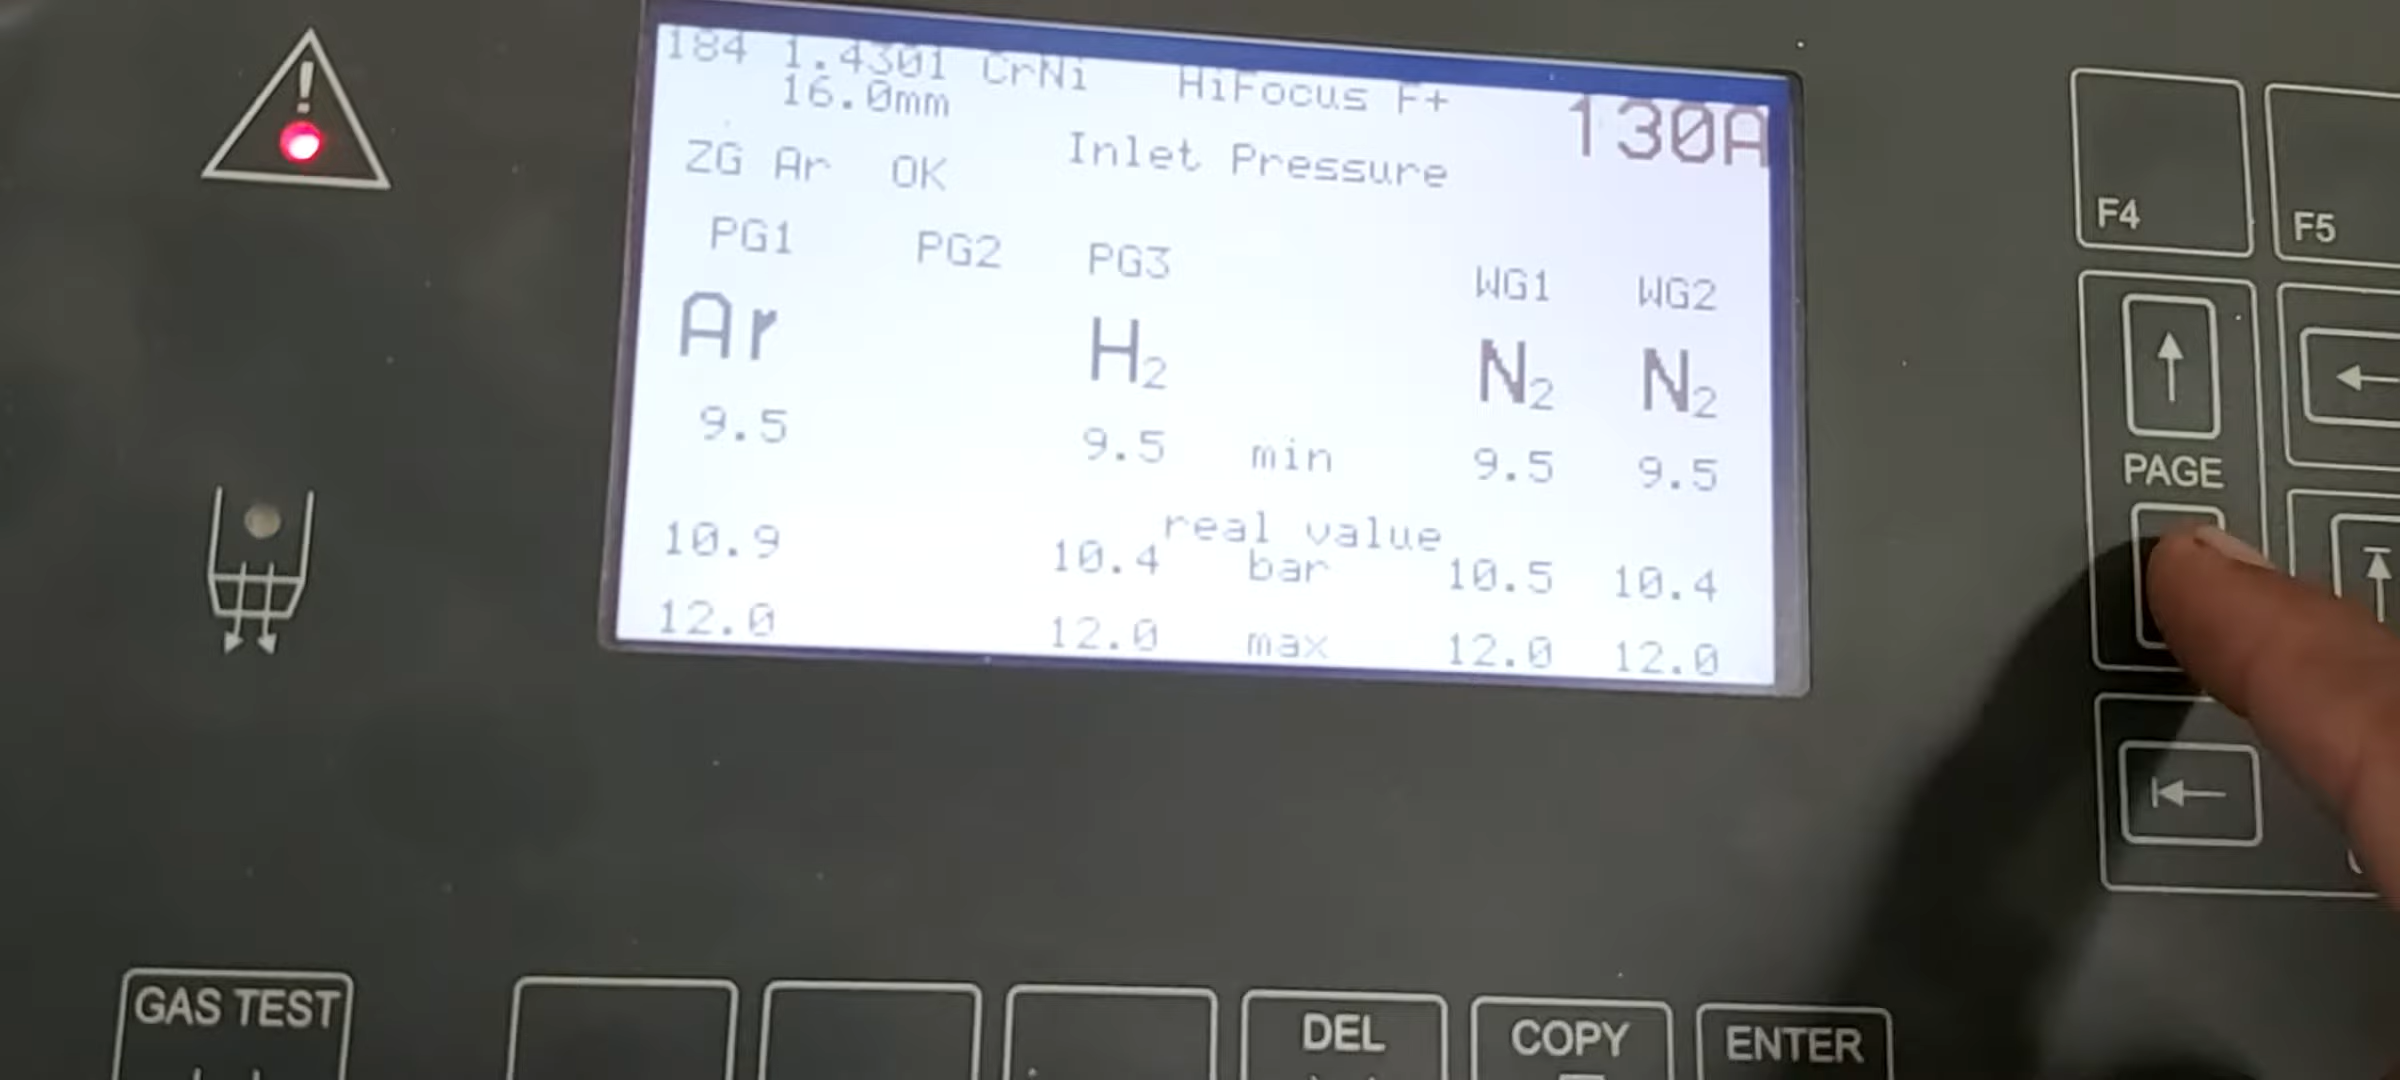 184 1.4301 CrNi HiFocus F+ 130A
16.0mm
ZG Ar OK Inlet Pressure
PG1 PG2 PG3 WG1 WG2
Ar H₂ N₂ N₂
9.5 9.5 min 9.5 9.5
real value
10.9 10.4 bar 10.5 10.4
12.0 12.0 max 12.0 12.0
!
F4
F5
PAGE
GAS TEST
DEL
COPY
ENTER